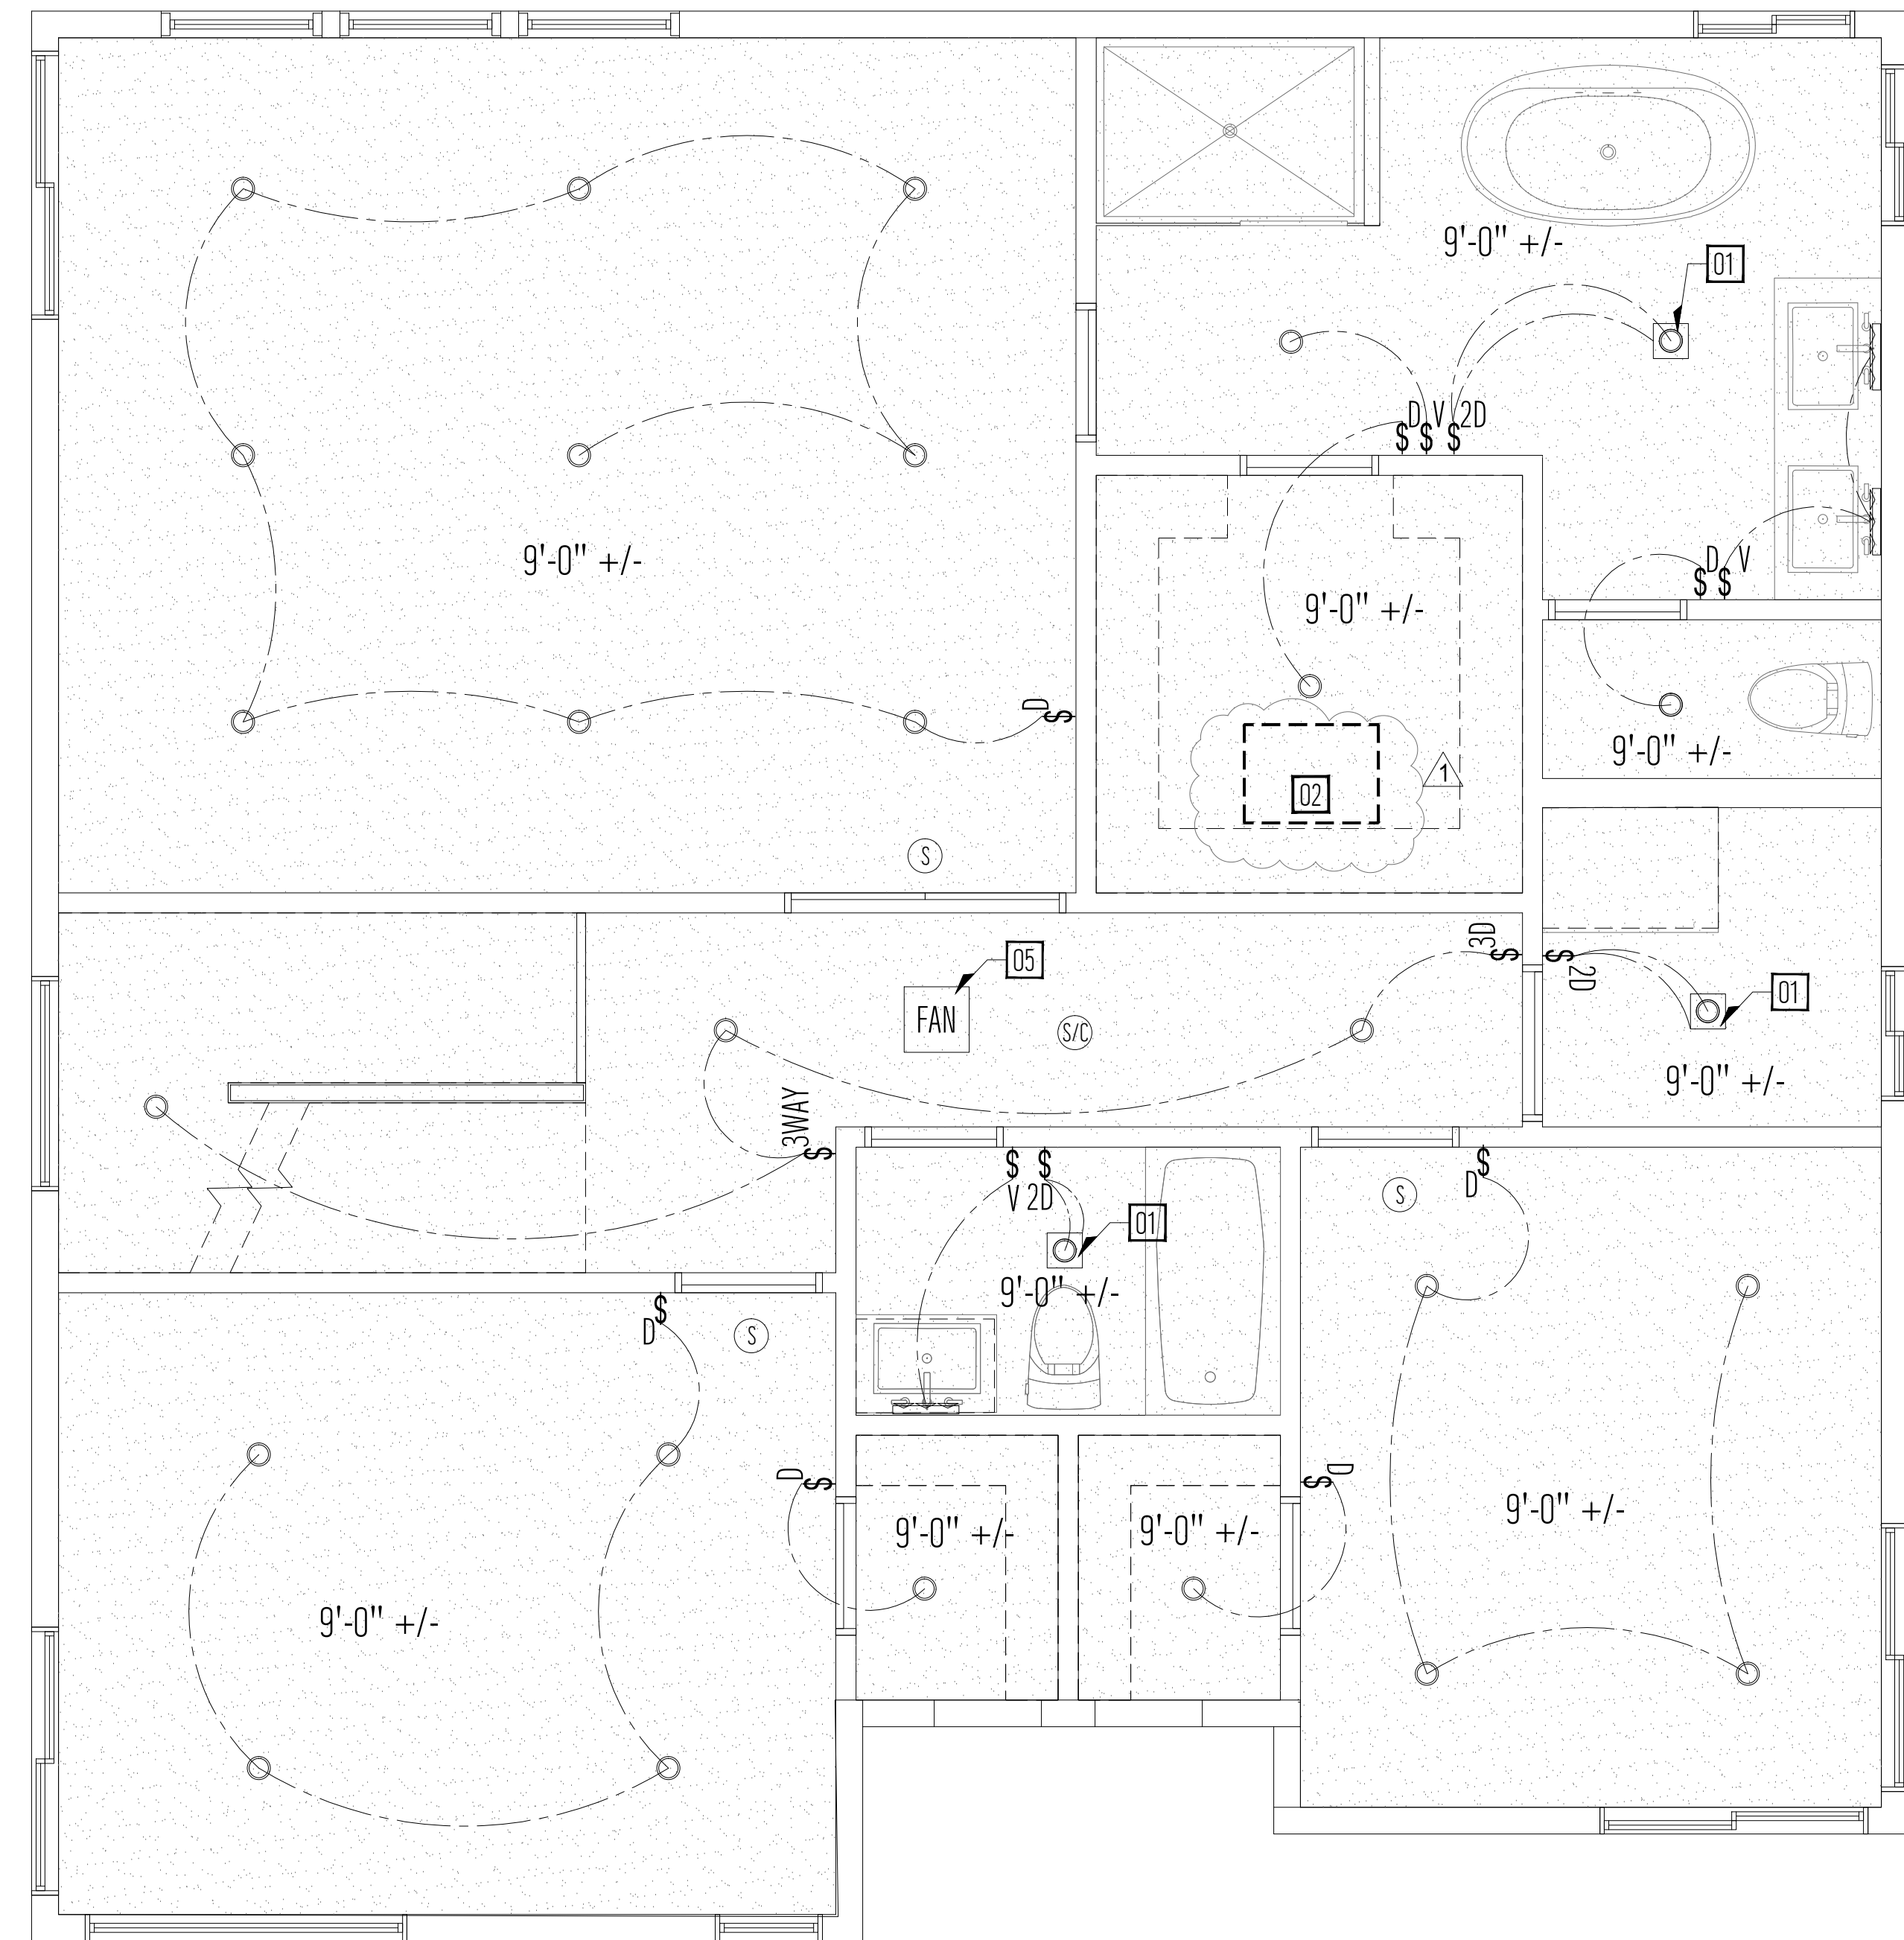 9'-0" +/-
01
D V 2D
$ $ $
9'-0" +/-
D V
$ $
9'-0" +/-
D $
9'-0" +/-
02
1
S
3D $
$ 2D
05
FAN
S/C
01
9'-0" +/-
3WAY $
$ $
V 2D
01
9'-0" +/-
S
$
D
$
D
S
D $
$ D
9'-0" +/-
9'-0" +/-
9'-0" +/-
9'-0" +/-